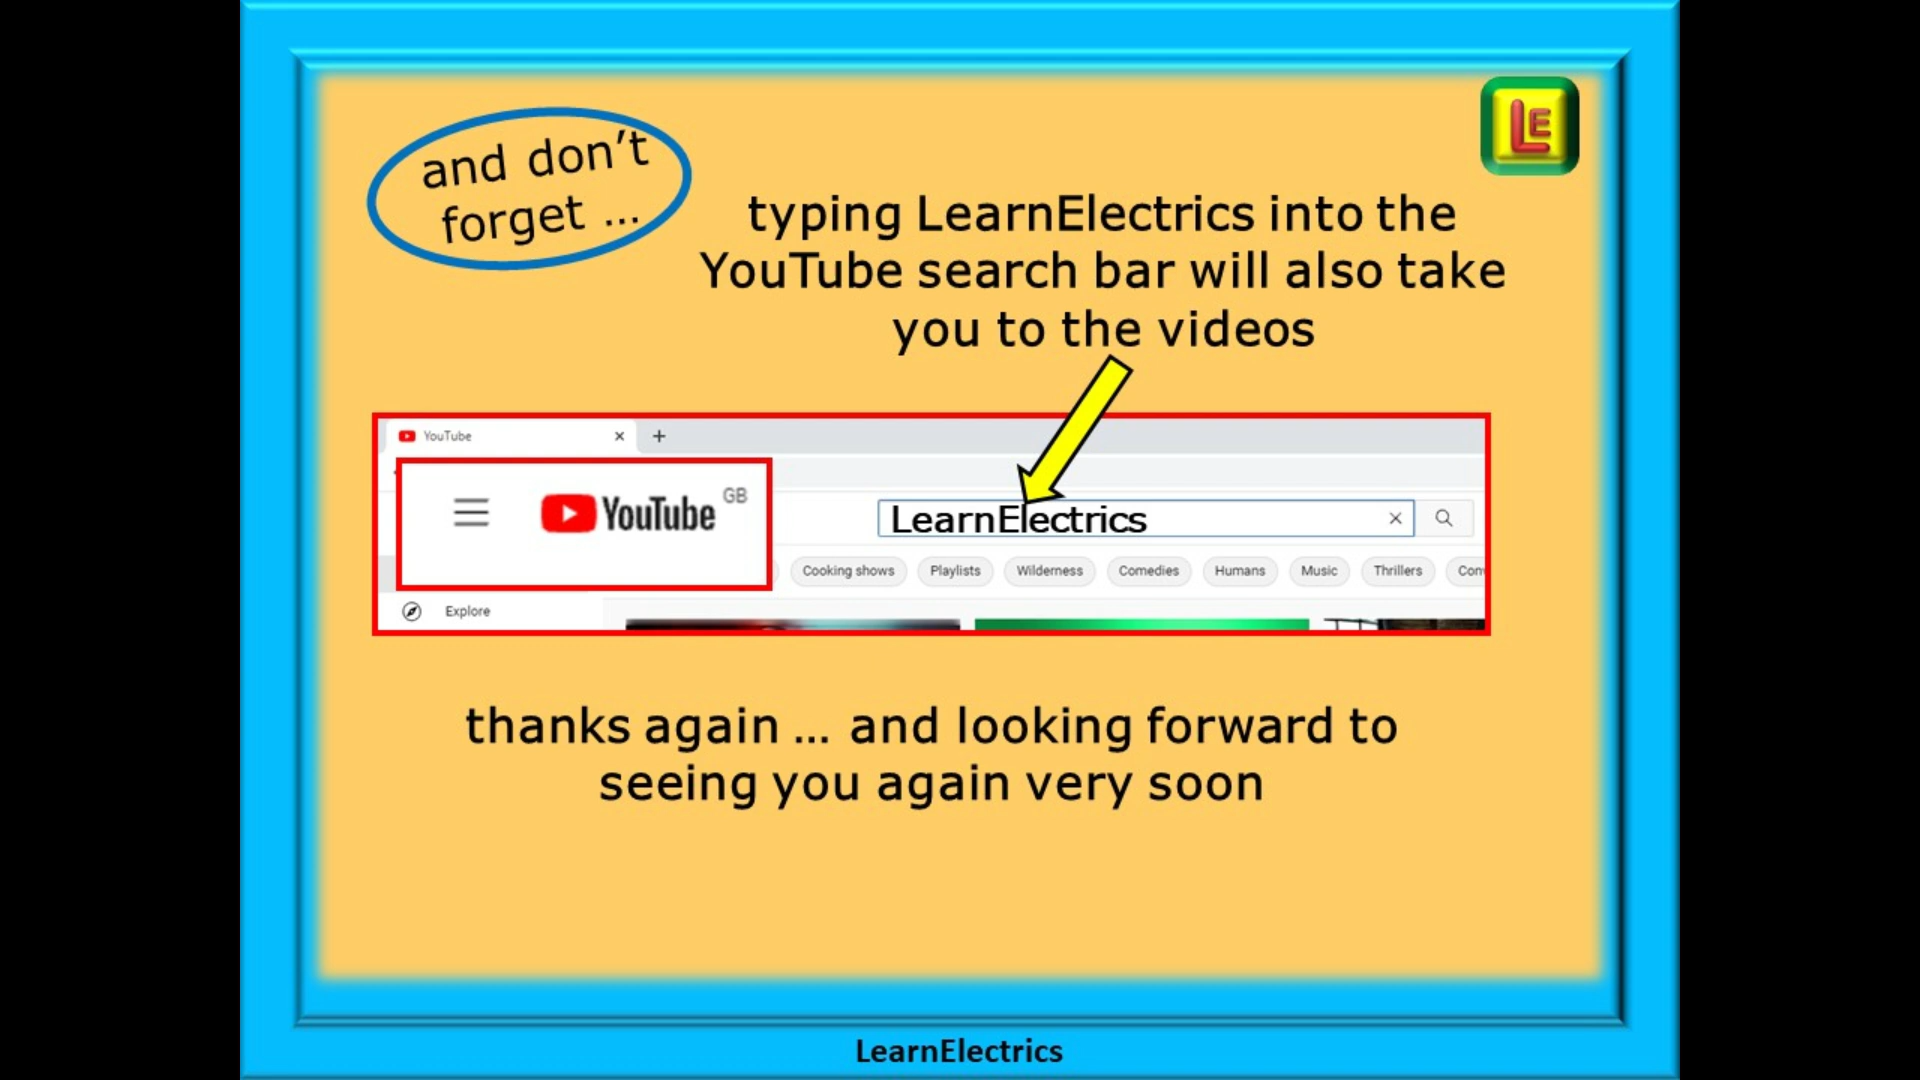 and don't
forget ...
LE
typing LearnElectrics into the
YouTube search bar will also take
you to the videos
YouTube
YouTube GB
LearnElectrics
Cooking shows Playlists Wilderness Comedies Humans Music Thrillers
Explore
thanks again ... and looking forward to
seeing you again very soon
LearnElectrics